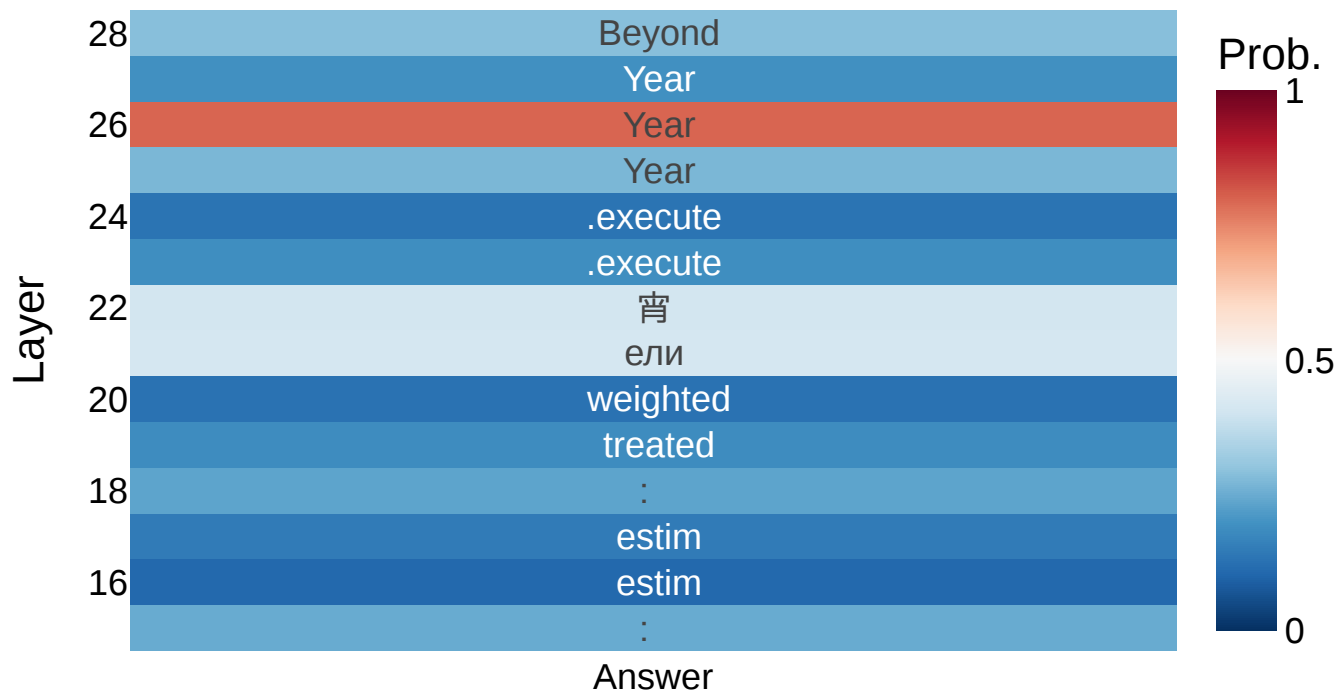 28 Beyond
Prob.
Year
1
26 Year
Year
24 .execute
.execute
22 宵
ели
0.5
20 weighted
treated
18 :
estim
16 estim
:
0
Layer
Answer